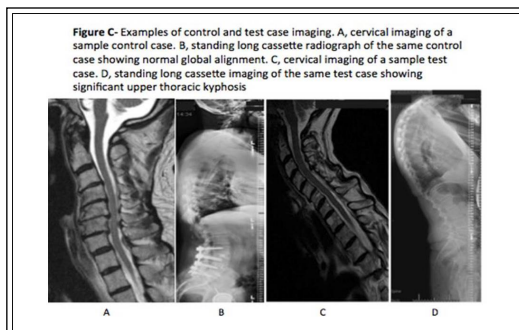 Figure C- Examples of control and test case imaging. A, cervical imaging of a
sample control case. B, standing long cassette radiograph of the same control
case showing normal global alignment. C, cervical imaging of a sample test
case. D, standing long cassette imaging of the same test case showing
significant upper thoracic kyphosis
A
B
C
D